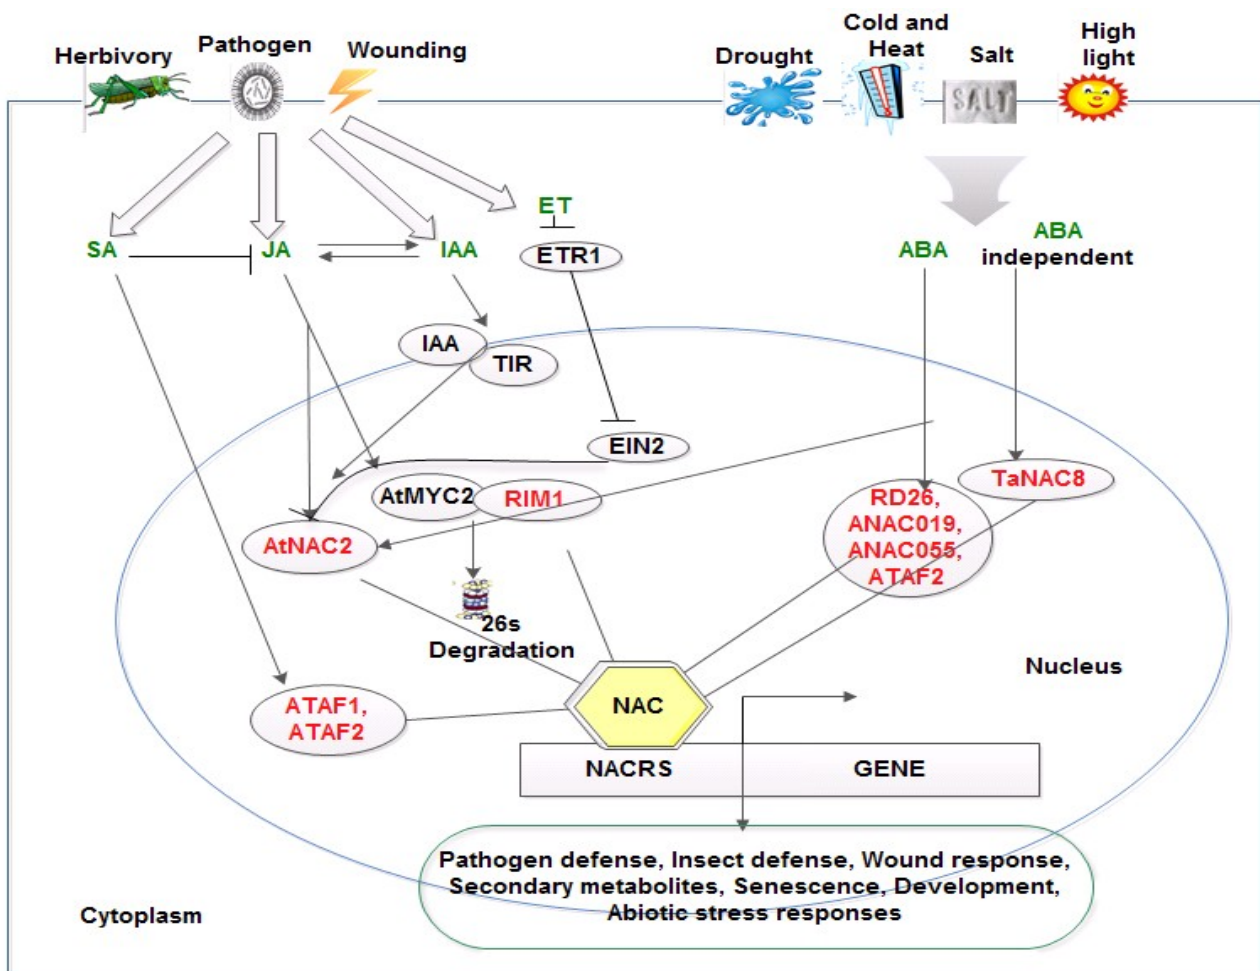 Herbivory
Pathogen
Wounding
Drought
Cold and
Heat
Salt
High
light
SALT
SA
JA
IAA
ET
ETR1
ABA
ABA
independent
IAA
TIR
EIN2
AtMYC2
RIM1
TaNAC8
RD26,
ANAC019,
ANAC055,
ATAF2
AtNAC2
26s
Degradation
Nucleus
ATAF1,
ATAF2
NAC
NACRS
GENE
Pathogen defense, Insect defense, Wound response,
Secondary metabolites, Senescence, Development,
Abiotic stress responses
Cytoplasm